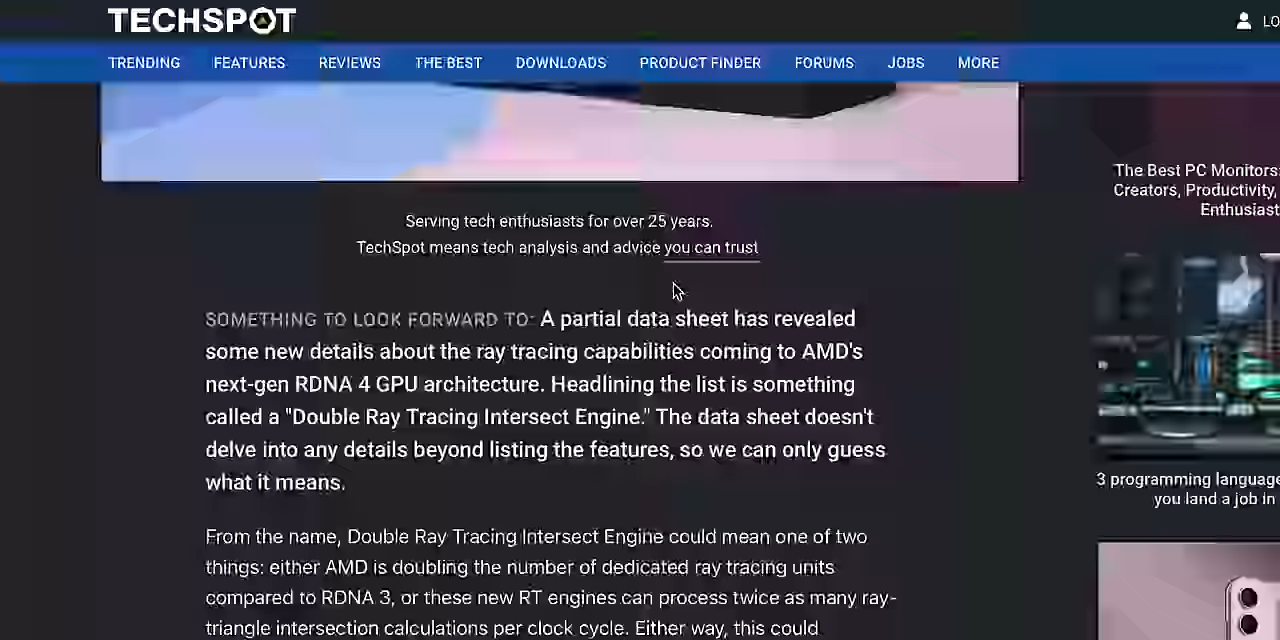 TECHSPOT
LO
TRENDING FEATURES REVIEWS THE BEST DOWNLOADS PRODUCT FINDER FORUMS JOBS MORE
Serving tech enthusiasts for over 25 years.
TechSpot means tech analysis and advice you can trust
SOMETHING TO LOOK FORWARD TO: A partial data sheet has revealed
some new details about the ray tracing capabilities coming to AMD's
next-gen RDNA 4 GPU architecture. Headlining the list is something
called a "Double Ray Tracing Intersect Engine." The data sheet doesn't
delve into any details beyond listing the features, so we can only guess
what it means.
From the name, Double Ray Tracing Intersect Engine could mean one of two
things: either AMD is doubling the number of dedicated ray tracing units
compared to RDNA 3, or these new RT engines can process twice as many ray-
triangle intersection calculations per clock cycle. Either way, this could
The Best PC Monitors:
Creators, Productivity,
Enthusiast
3 programming language
you land a job in